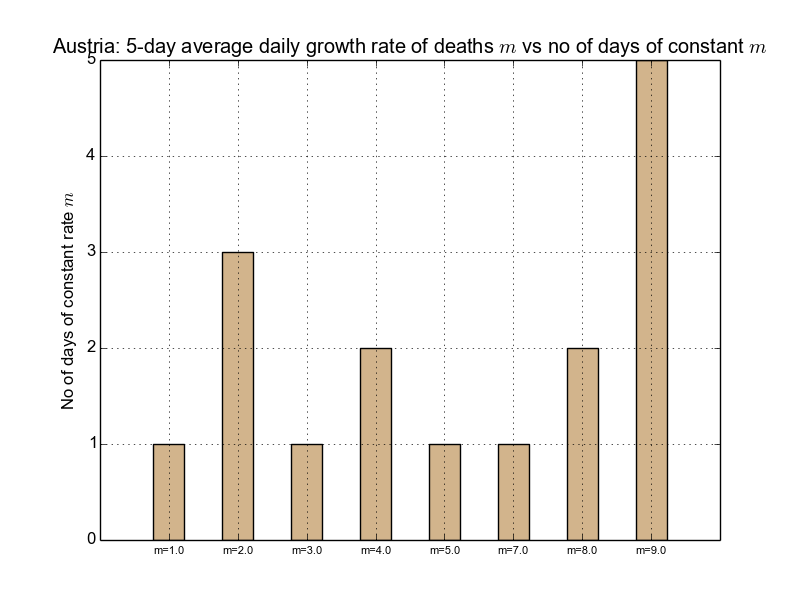 Austria: 5-day average daily growth rate of deaths m vs no of days of constant m
5
4
3
2
1
0
No of days of constant rate m
m=1.0 m=2.0 m=3.0 m=4.0 m=5.0 m=7.0 m=8.0 m=9.0